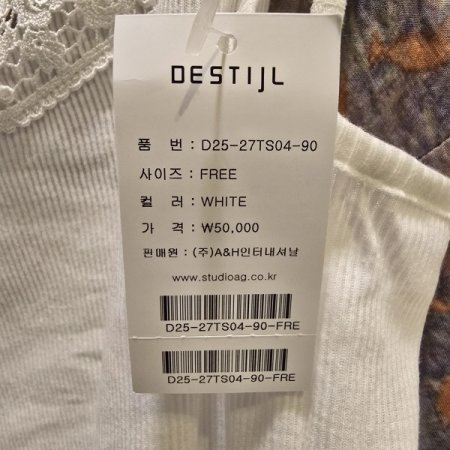 DESTIJL
품 번 : D25-27TS04-90
사이즈 : FREE
컬 러 : WHITE
가 격 : ₩50,000
판매원 : (주)A&H인터내셔날
www.studioag.co.kr
D25-27TS04-90-FRE
D25-27TS04-90-FRE